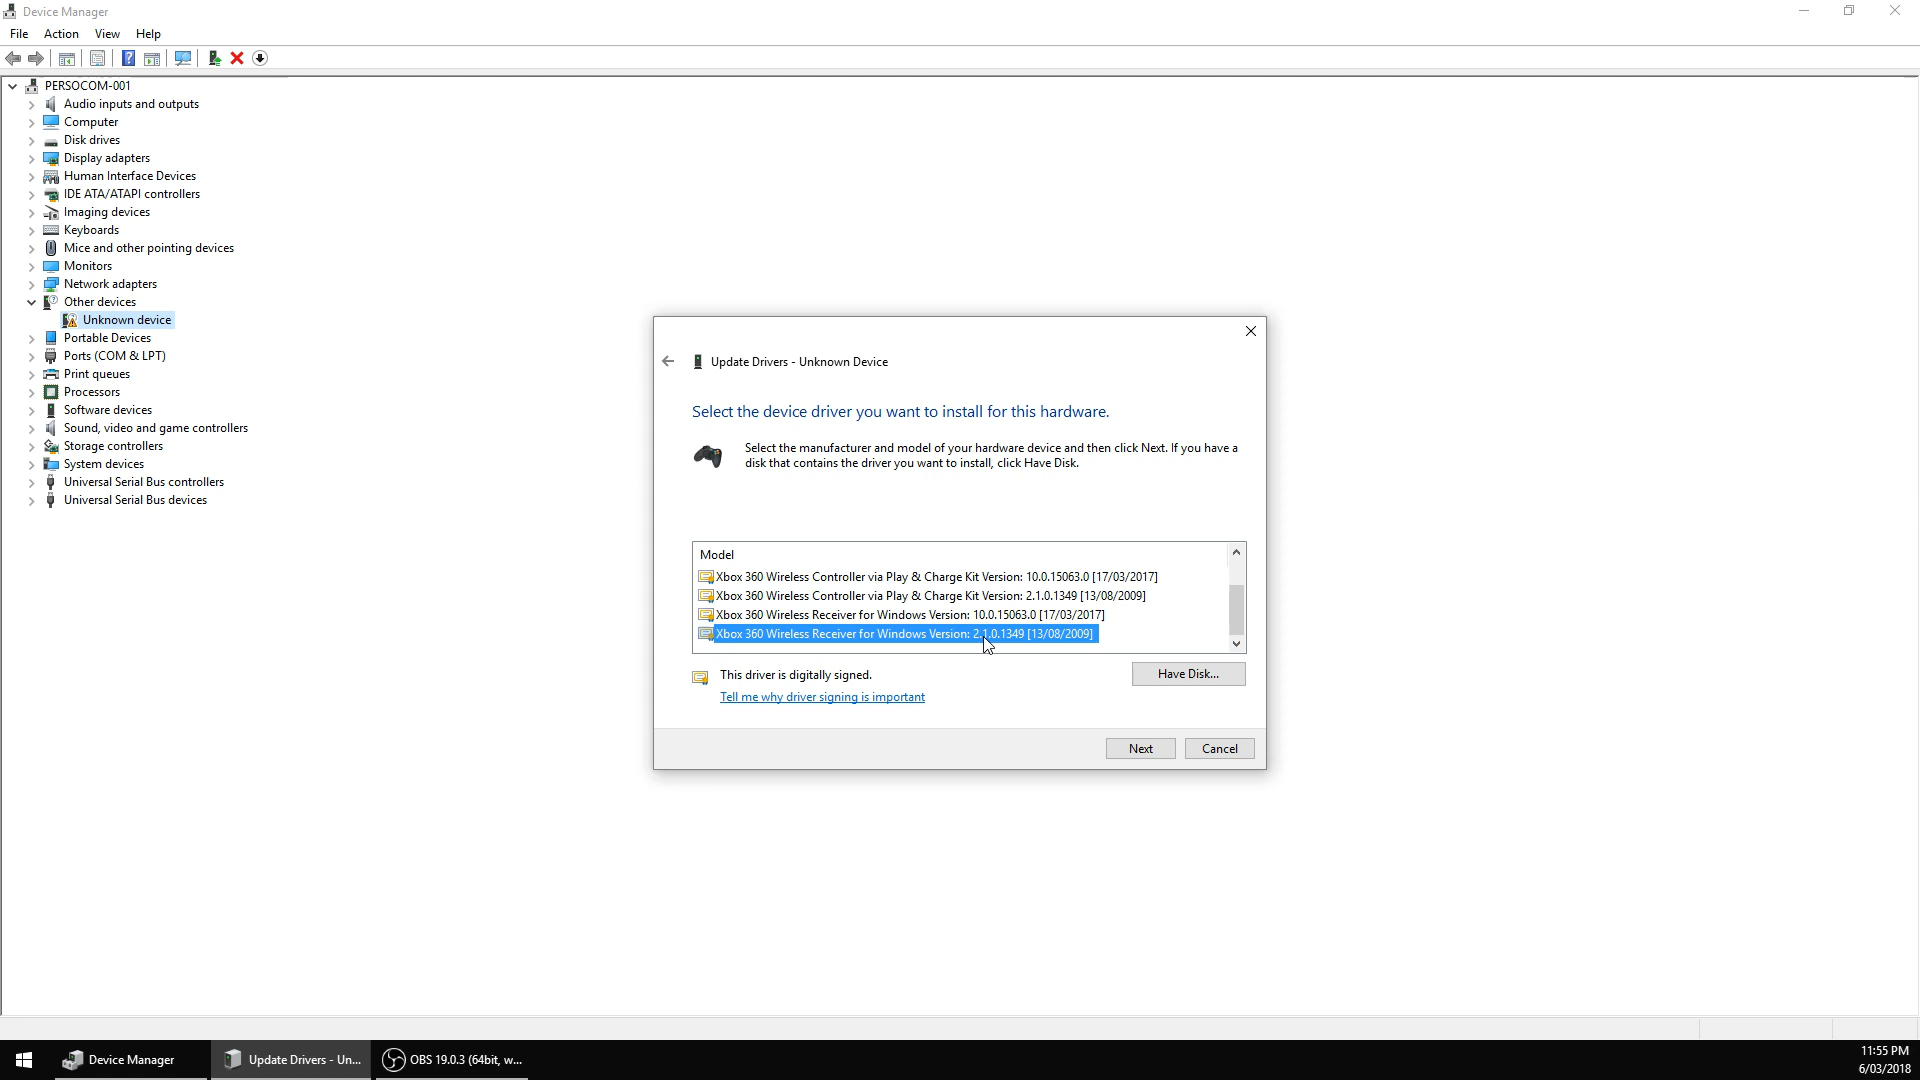 Device Manager
File Action View Help
PERSOCOM-001
Audio inputs and outputs
Computer
Disk drives
Display adapters
Human Interface Devices
IDE ATA/ATAPI controllers
Imaging devices
Keyboards
Mice and other pointing devices
Monitors
Network adapters
Other devices
Unknown device
Portable Devices
Ports (COM & LPT)
Print queues
Processors
Software devices
Sound, video and game controllers
Storage controllers
System devices
Universal Serial Bus controllers
Universal Serial Bus devices
Update Drivers - Unknown Device
Select the device driver you want to install for this hardware.
Select the manufacturer and model of your hardware device and then click Next. If you have a
disk that contains the driver you want to install, click Have Disk.
Model
Xbox 360 Wireless Controller via Play & Charge Kit Version: 10.0.15063.0 [17/03/2017]
Xbox 360 Wireless Controller via Play & Charge Kit Version: 2.1.0.1349 [13/08/2009]
Xbox 360 Wireless Receiver for Windows Version: 10.0.15063.0 [17/03/2017]
Xbox 360 Wireless Receiver for Windows Version: 2.1.0.1349 [13/08/2009]
This driver is digitally signed.
Have Disk...
Tell me why driver signing is important
Next Cancel
Device Manager
Update Drivers - Un...
OBS 19.0.3 (64bit, w...
11:55 PM
6/03/2018